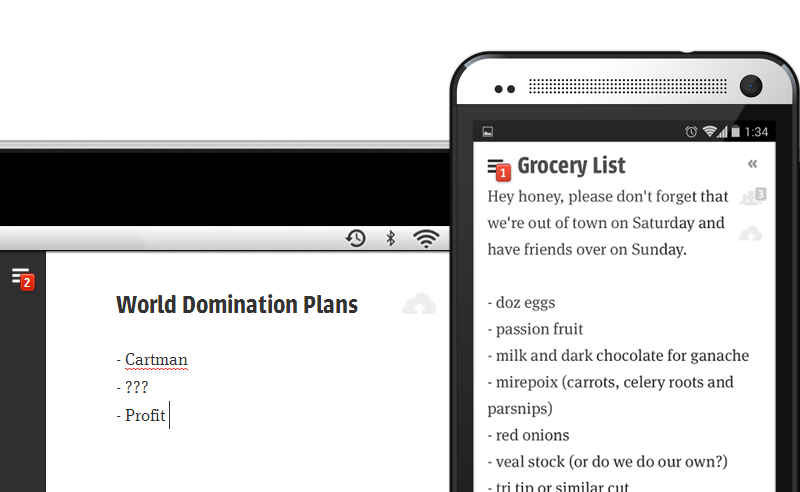 2
World Domination Plans
- Cartman
- ???
- Profit
1:34
1
Grocery List
«
3
Hey honey, please don't forget that
we're out of town on Saturday and
have friends over on Sunday.
- doz eggs
- passion fruit
- milk and dark chocolate for ganache
- mirepoix (carrots, celery roots and
parsnips)
- red onions
- veal stock (or do we do our own?)
- tri tip or similar cut